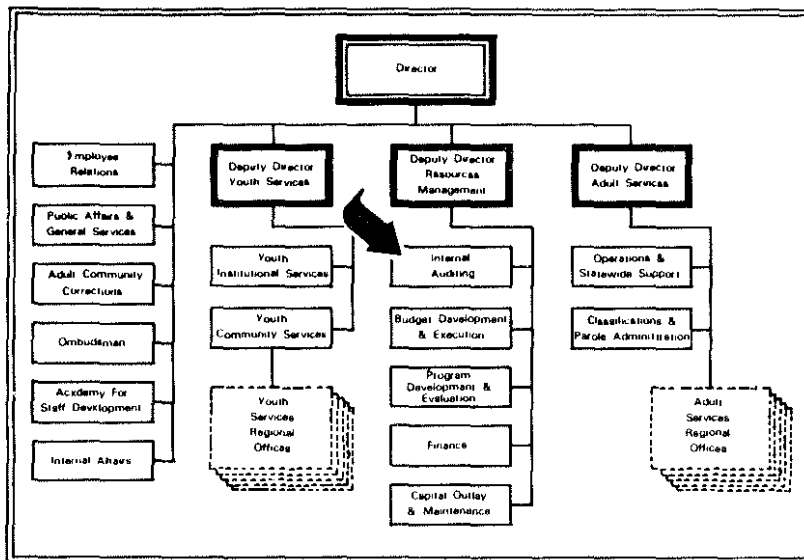 Director
Employee
Relations
Public Affairs &
General Services
Adult Community
Corrections
Ombudsman
Academy For
Staff Development
Internal Affairs
Deputy Director
Youth Services
Youth
Institutional Services
Youth
Community Services
Youth
Services
Regional
Offices
Deputy Director
Resources
Management
Internal
Auditing
Budget Development
& Execution
Program
Development &
Evaluation
Finance
Capital Outlay
& Maintenance
Deputy Director
Adult Services
Operations &
Statewide Support
Classifications &
Parole Administration
Adult
Services
Regional
Offices